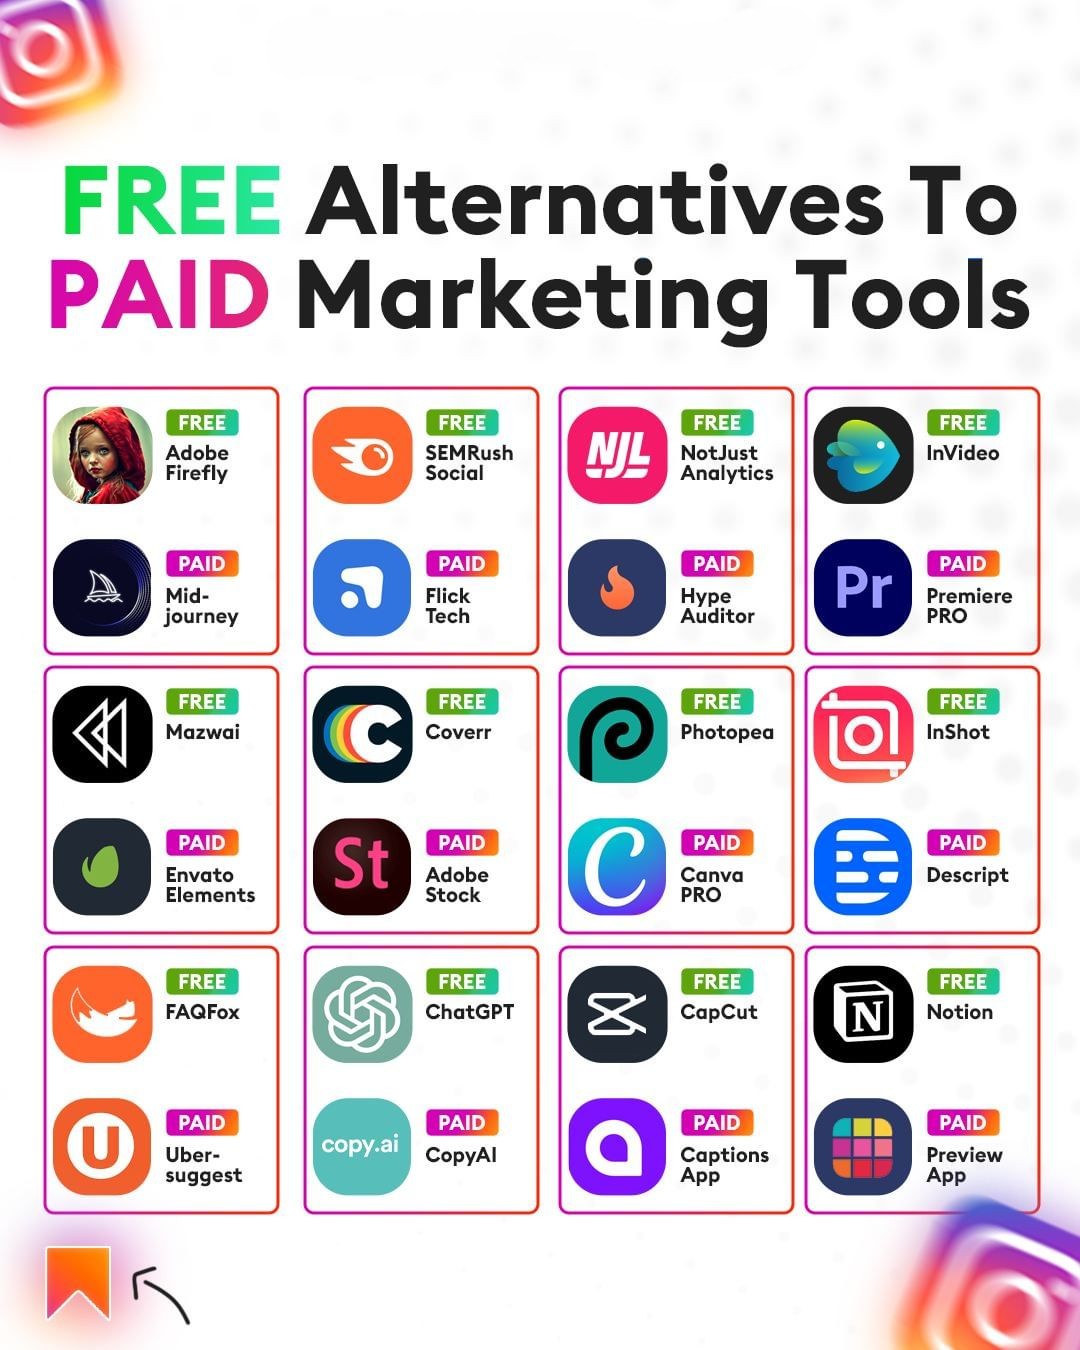 FREE Alternatives To
PAID Marketing Tools
FREE
Adobe
Firefly
PAID
Mid-
journey
FREE
SEMRush
Social
PAID
Flick
Tech
NJL
FREE
NotJust
Analytics
PAID
Hype
Auditor
FREE
InVideo
Pr
PAID
Premiere
PRO
FREE
Mazwai
PAID
Envato
Elements
C
FREE
Coverr
St
PAID
Adobe
Stock
FREE
Photopea
C
PAID
Canva
PRO
FREE
InShot
PAID
Descript
FREE
FAQFox
U
PAID
Uber-
suggest
FREE
ChatGPT
copy.ai
PAID
CopyAI
FREE
CapCut
PAID
Captions
App
N
FREE
Notion
PAID
Preview
App